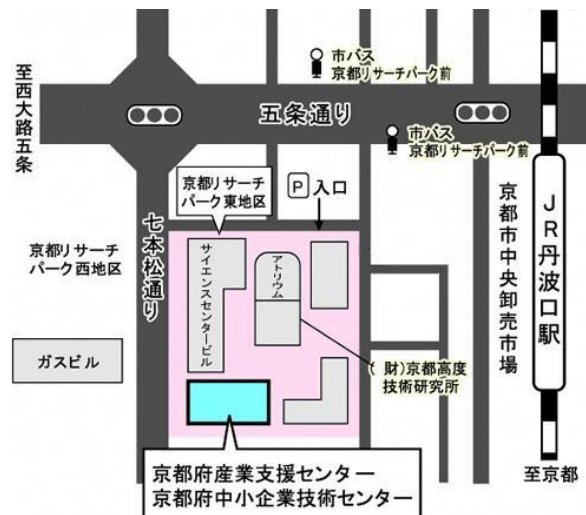 市バス
京都リサーチパーク前
至西大路五条
五条通り
市バス
京都リサーチパーク前
京都リサーチ
パーク東地区
P 入口
七本松通り
京都リサーチ
パーク西地区
サイエンスセンタービル
アトリウム
京都市中央卸売市場
JR丹波口駅
ガスビル
(財)京都高度
技術研究所
京都府産業支援センター
京都府中小企業技術センター
至京都